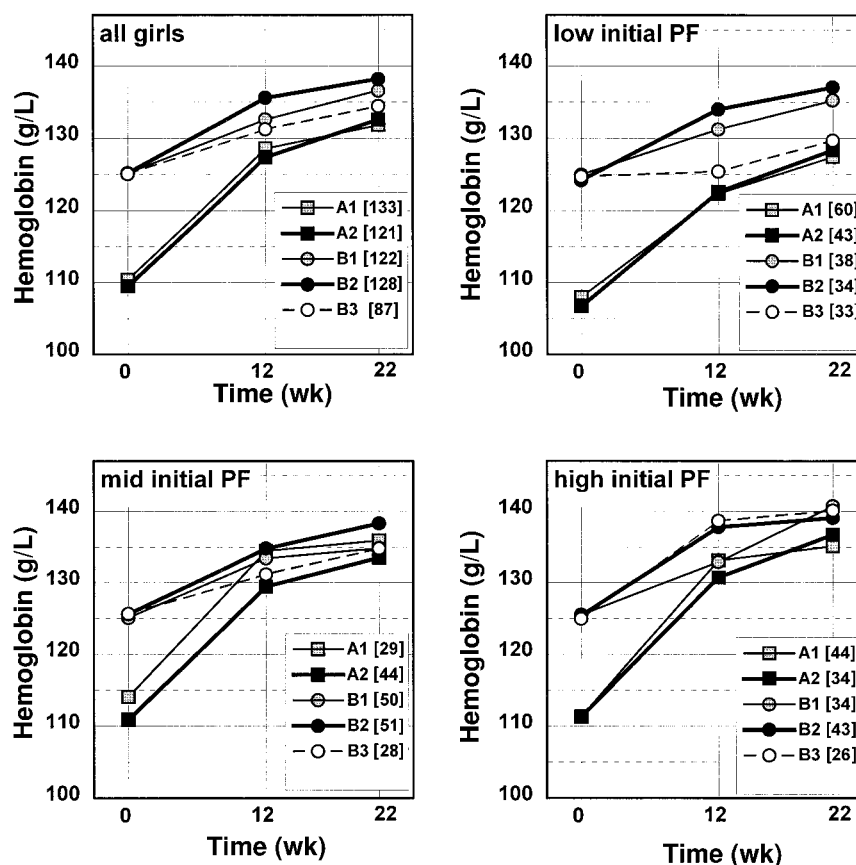 all girls
Hemoglobin (g/L)
140
130
120
110
100
A1 [133]
A2 [121]
B1 [122]
B2 [128]
B3 [87]
0 12 22
Time (wk)
low initial PF
Hemoglobin (g/L)
140
130
120
110
100
A1 [60]
A2 [43]
B1 [38]
B2 [34]
B3 [33]
0 12 22
Time (wk)
mid initial PF
Hemoglobin (g/L)
140
130
120
110
100
A1 [29]
A2 [44]
B1 [50]
B2 [51]
B3 [28]
0 12 22
Time (wk)
high initial PF
Hemoglobin (g/L)
140
130
120
110
100
A1 [44]
A2 [34]
B1 [34]
B2 [43]
B3 [26]
0 12 22
Time (wk)